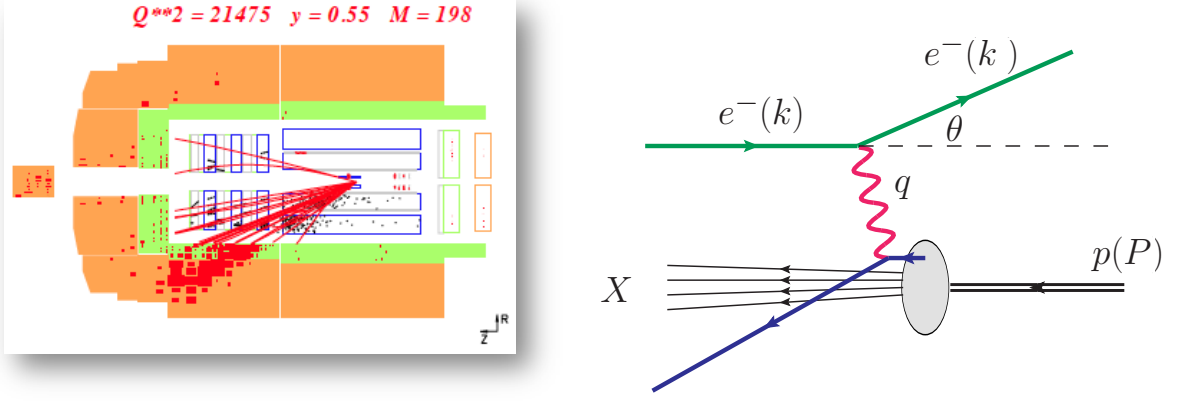 Q**2 = 21475 y = 0.55 M = 198
R
Z
e⁻(k )
e⁻(k)
θ
q
p(P)
X